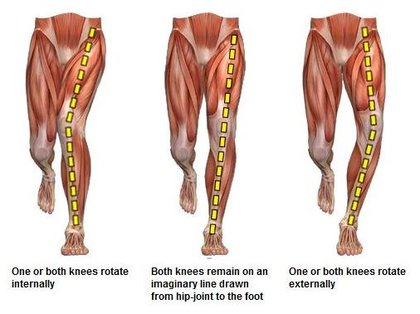 One or both knees rotate
internally
Both knees remain on an
imaginary line drawn
from hip-joint to the foot
One or both knees rotate
externally